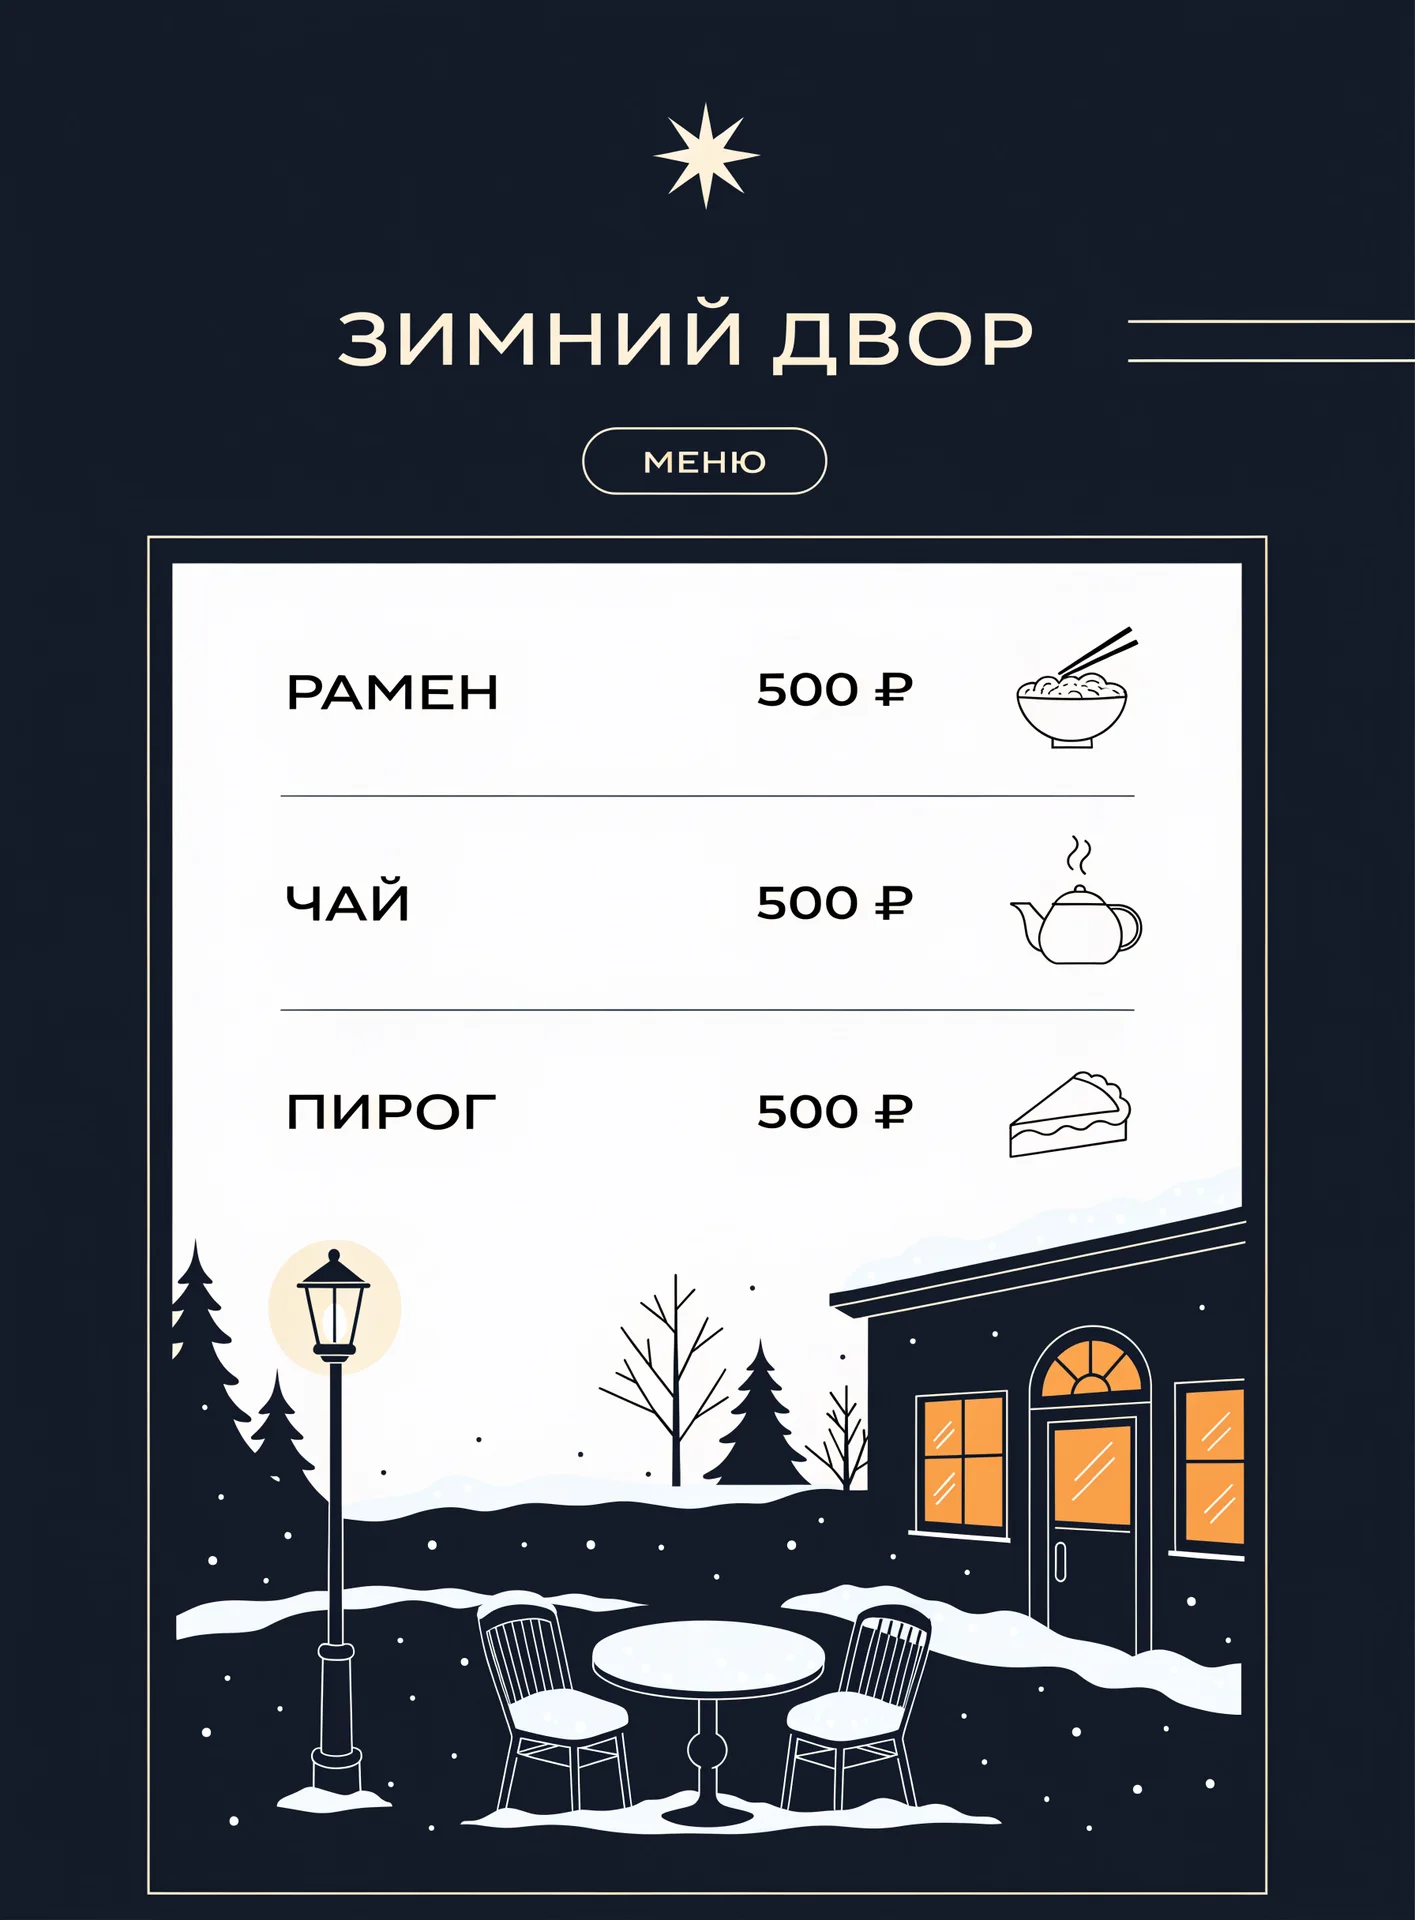 ЗИМНИЙ ДВОР
МЕНЮ
РАМЕН 500 ₽
ЧАЙ 500 ₽
ПИРОГ 500 ₽